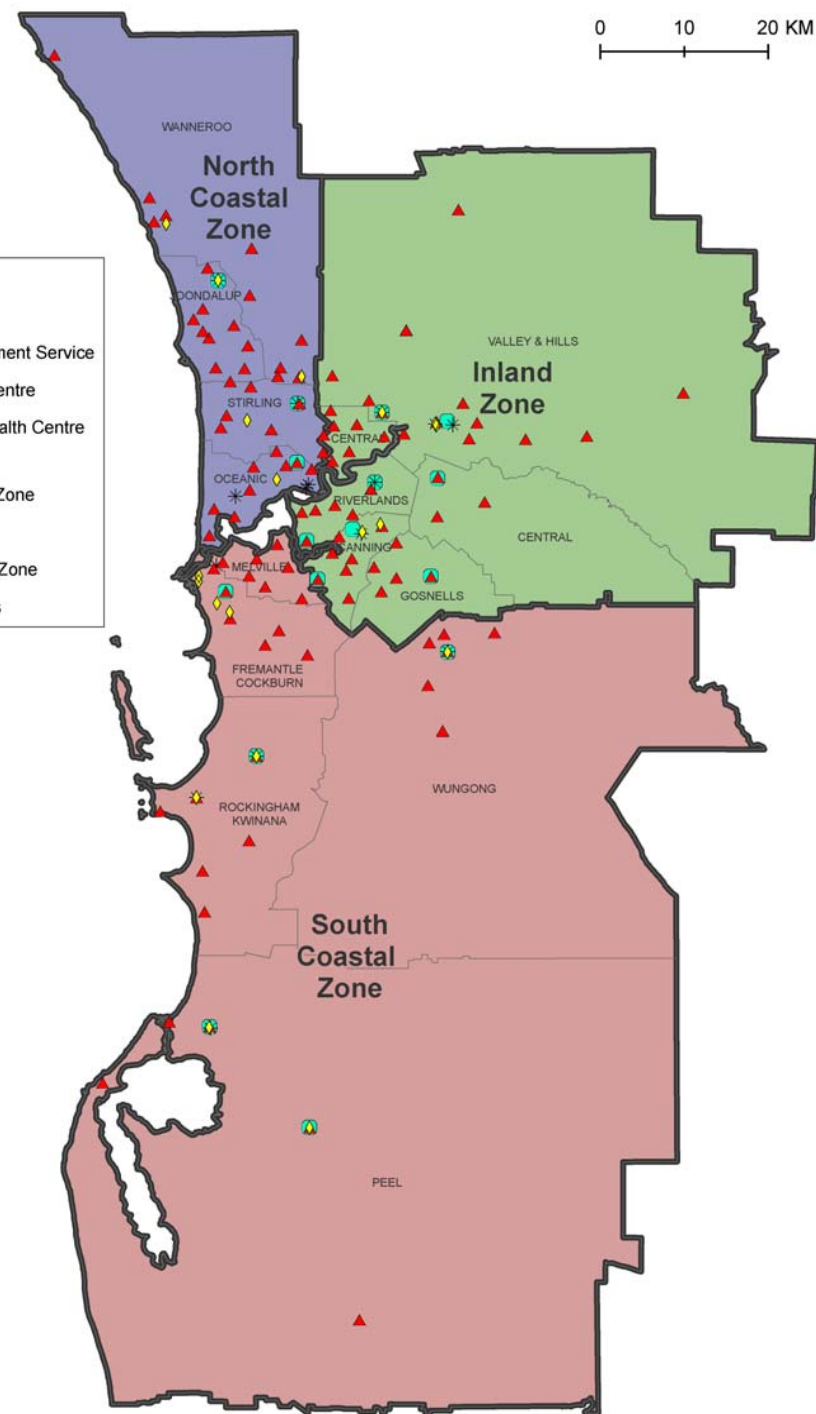 0 10 20 KM
WANNEROO
North
Coastal
Zone
JOONDALUP
ment Service
entre
alth Centre
Zone
Zone
s
VALLEY & HILLS
Inland
Zone
STIRLING
CENTRAL
OCEANIC
RIVERLANDS
CENTRAL
CANNING
MELVILLE
GOSNELLS
FREMANTLE
COCKBURN
WUNGONG
ROCKINGHAM
KWINANA
South
Coastal
Zone
PEEL